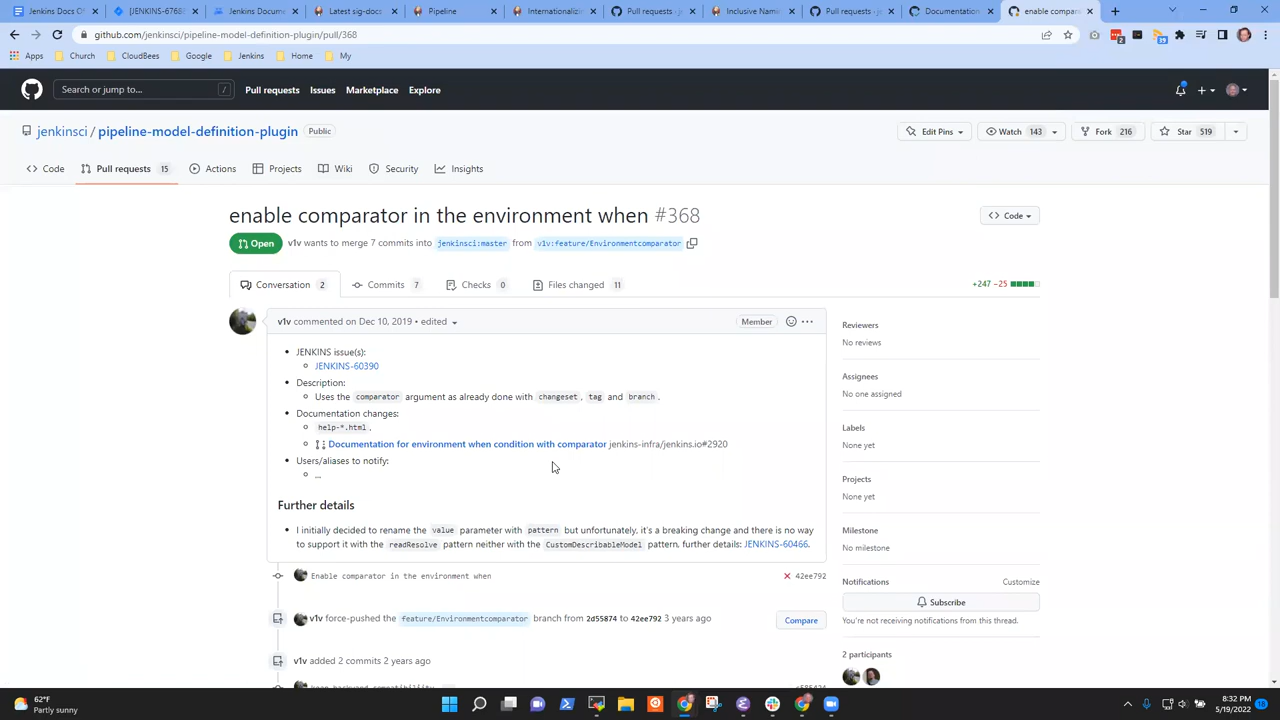 Jenkins Docs Of
JENKINS-6768
Jenkins Docume
Latest sig-docs
Pipeline
Internationalizin
Pull requests · je
Inclusive Namin
Pull requests · je
Documentation
enable compara
github.com/jenkinsci/pipeline-model-definition-plugin/pull/368
Apps Church CloudBees Google Jenkins Home My
Search or jump to... /
Pull requests Issues Marketplace Explore
jenkinsci / pipeline-model-definition-plugin Public
Edit Pins Watch 143 Fork 216 Star 519
Code Pull requests 15 Actions Projects Wiki Security Insights
enable comparator in the environment when #368
Code
Open v1v wants to merge 7 commits into jenkinsci:master from v1v:feature/Environmentcomparator
Conversation 2 Commits 7 Checks 0 Files changed 11
+247 −25
v1v commented on Dec 10, 2019 • edited
Member
JENKINS issue(s):
JENKINS-60390
Description:
Uses the comparator argument as already done with changeset, tag and branch.
Documentation changes:
help-*.html.
Documentation for environment when condition with comparator jenkins-infra/jenkins.io#2920
Users/aliases to notify:
...
Further details
I initially decided to rename the value parameter with pattern but unfortunately, it's a breaking change and there is no way
to support it with the readResolve pattern neither with the CustomDescribableModel pattern, further details: JENKINS-60466.
Enable comparator in the environment when 42ee792
v1v force-pushed the feature/Environmentcomparator branch from 2d55874 to 42ee792 3 years ago
Compare
v1v added 2 commits 2 years ago
keep backward compatibility
Reviewers
No reviews
Assignees
No one assigned
Labels
None yet
Projects
None yet
Milestone
No milestone
Notifications Customize
Subscribe
You're not receiving notifications from this thread.
2 participants
62°F
Partly sunny
8:32 PM
5/19/2022